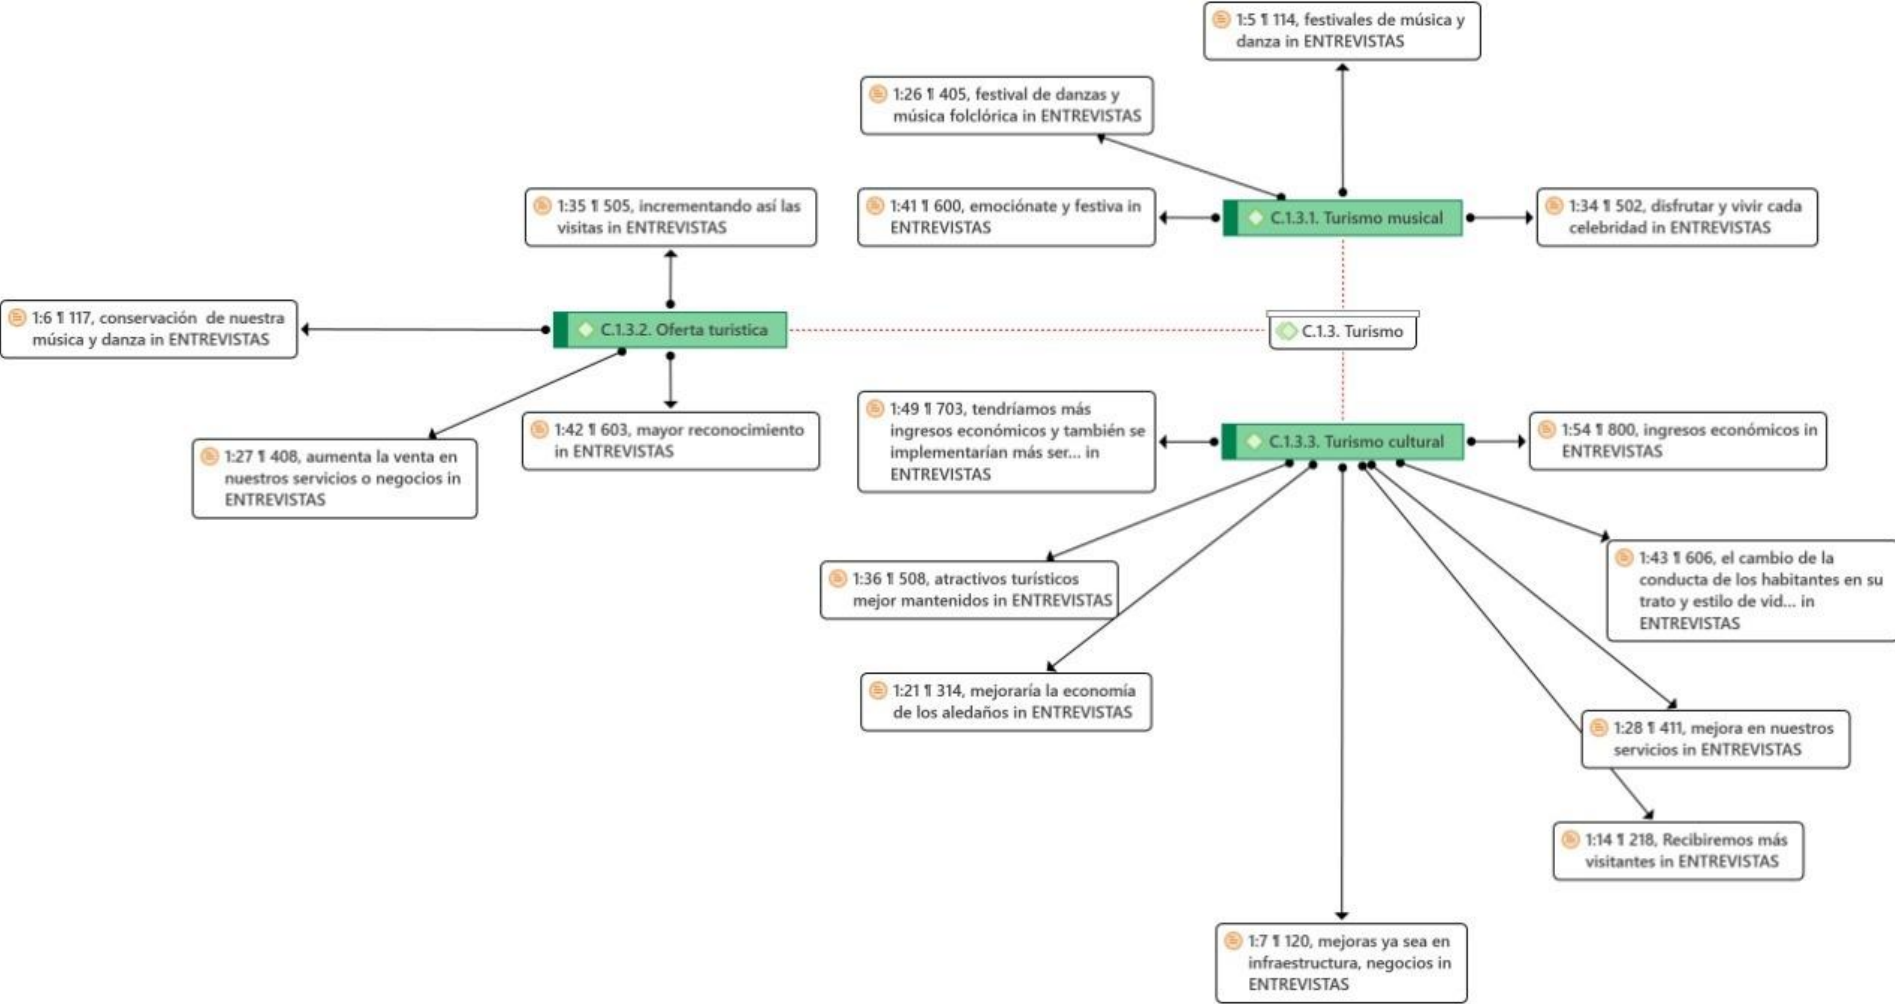 1:5 ¶ 114, festivales de música y
danza in ENTREVISTAS
1:26 ¶ 405, festival de danzas y
música folclórica in ENTREVISTAS
1:35 ¶ 505, incrementando así las
visitas in ENTREVISTAS
1:41 ¶ 600, emociónate y festiva in
ENTREVISTAS
C.1.3.1. Turismo musical
1:34 ¶ 502, disfrutar y vivir cada
celebridad in ENTREVISTAS
1:6 ¶ 117, conservación de nuestra
música y danza in ENTREVISTAS
C.1.3.2. Oferta turistica
C.1.3. Turismo
1:27 ¶ 408, aumenta la venta en
nuestros servicios o negocios in
ENTREVISTAS
1:42 ¶ 603, mayor reconocimiento
in ENTREVISTAS
1:49 ¶ 703, tendríamos más
ingresos económicos y también se
implementarían más ser... in
ENTREVISTAS
C.1.3.3. Turismo cultural
1:54 ¶ 800, ingresos económicos in
ENTREVISTAS
1:36 ¶ 508, atractivos turísticos
mejor mantenidos in ENTREVISTAS
1:43 ¶ 606, el cambio de la
conducta de los habitantes en su
trato y estilo de vid... in
ENTREVISTAS
1:21 ¶ 314, mejoraría la economía
de los aledaños in ENTREVISTAS
1:28 ¶ 411, mejora en nuestros
servicios in ENTREVISTAS
1:14 ¶ 218, Recibiremos más
visitantes in ENTREVISTAS
1:7 ¶ 120, mejoras ya sea en
infraestructura, negocios in
ENTREVISTAS